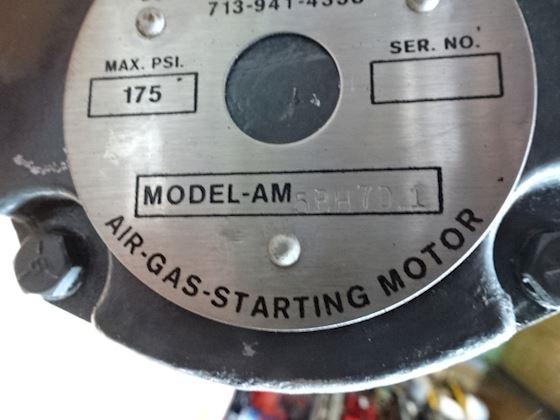 MAX. PSI.
175
SER. NO.
MODEL-AM
AIR-GAS-STARTING MOTOR